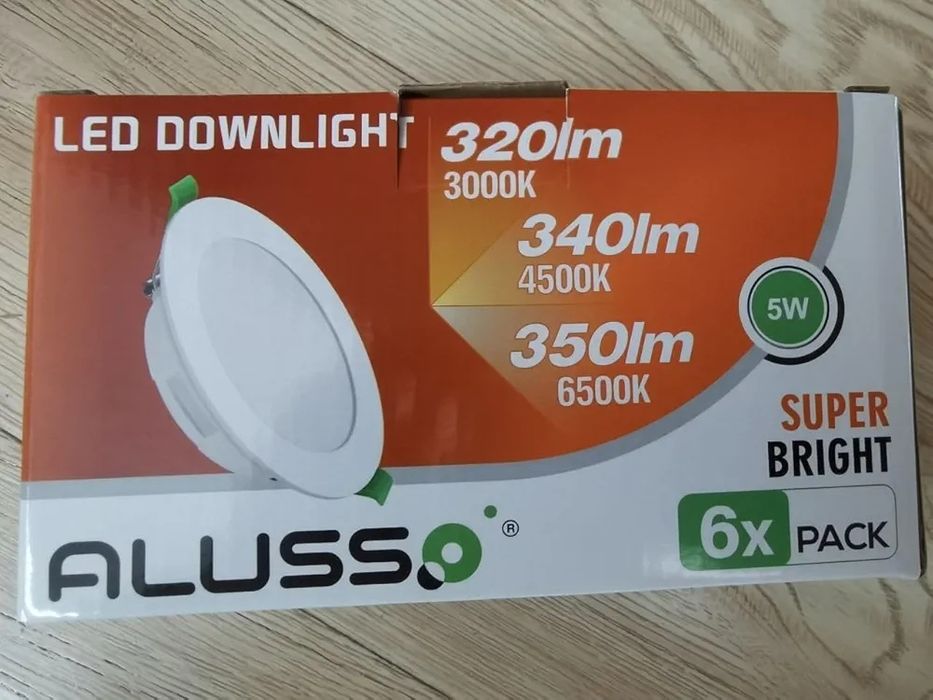 LED DOWNLIGHT
320lm
3000K
340lm
4500K
350lm
6500K
5W
SUPER
BRIGHT
6x PACK
ALUSSO®